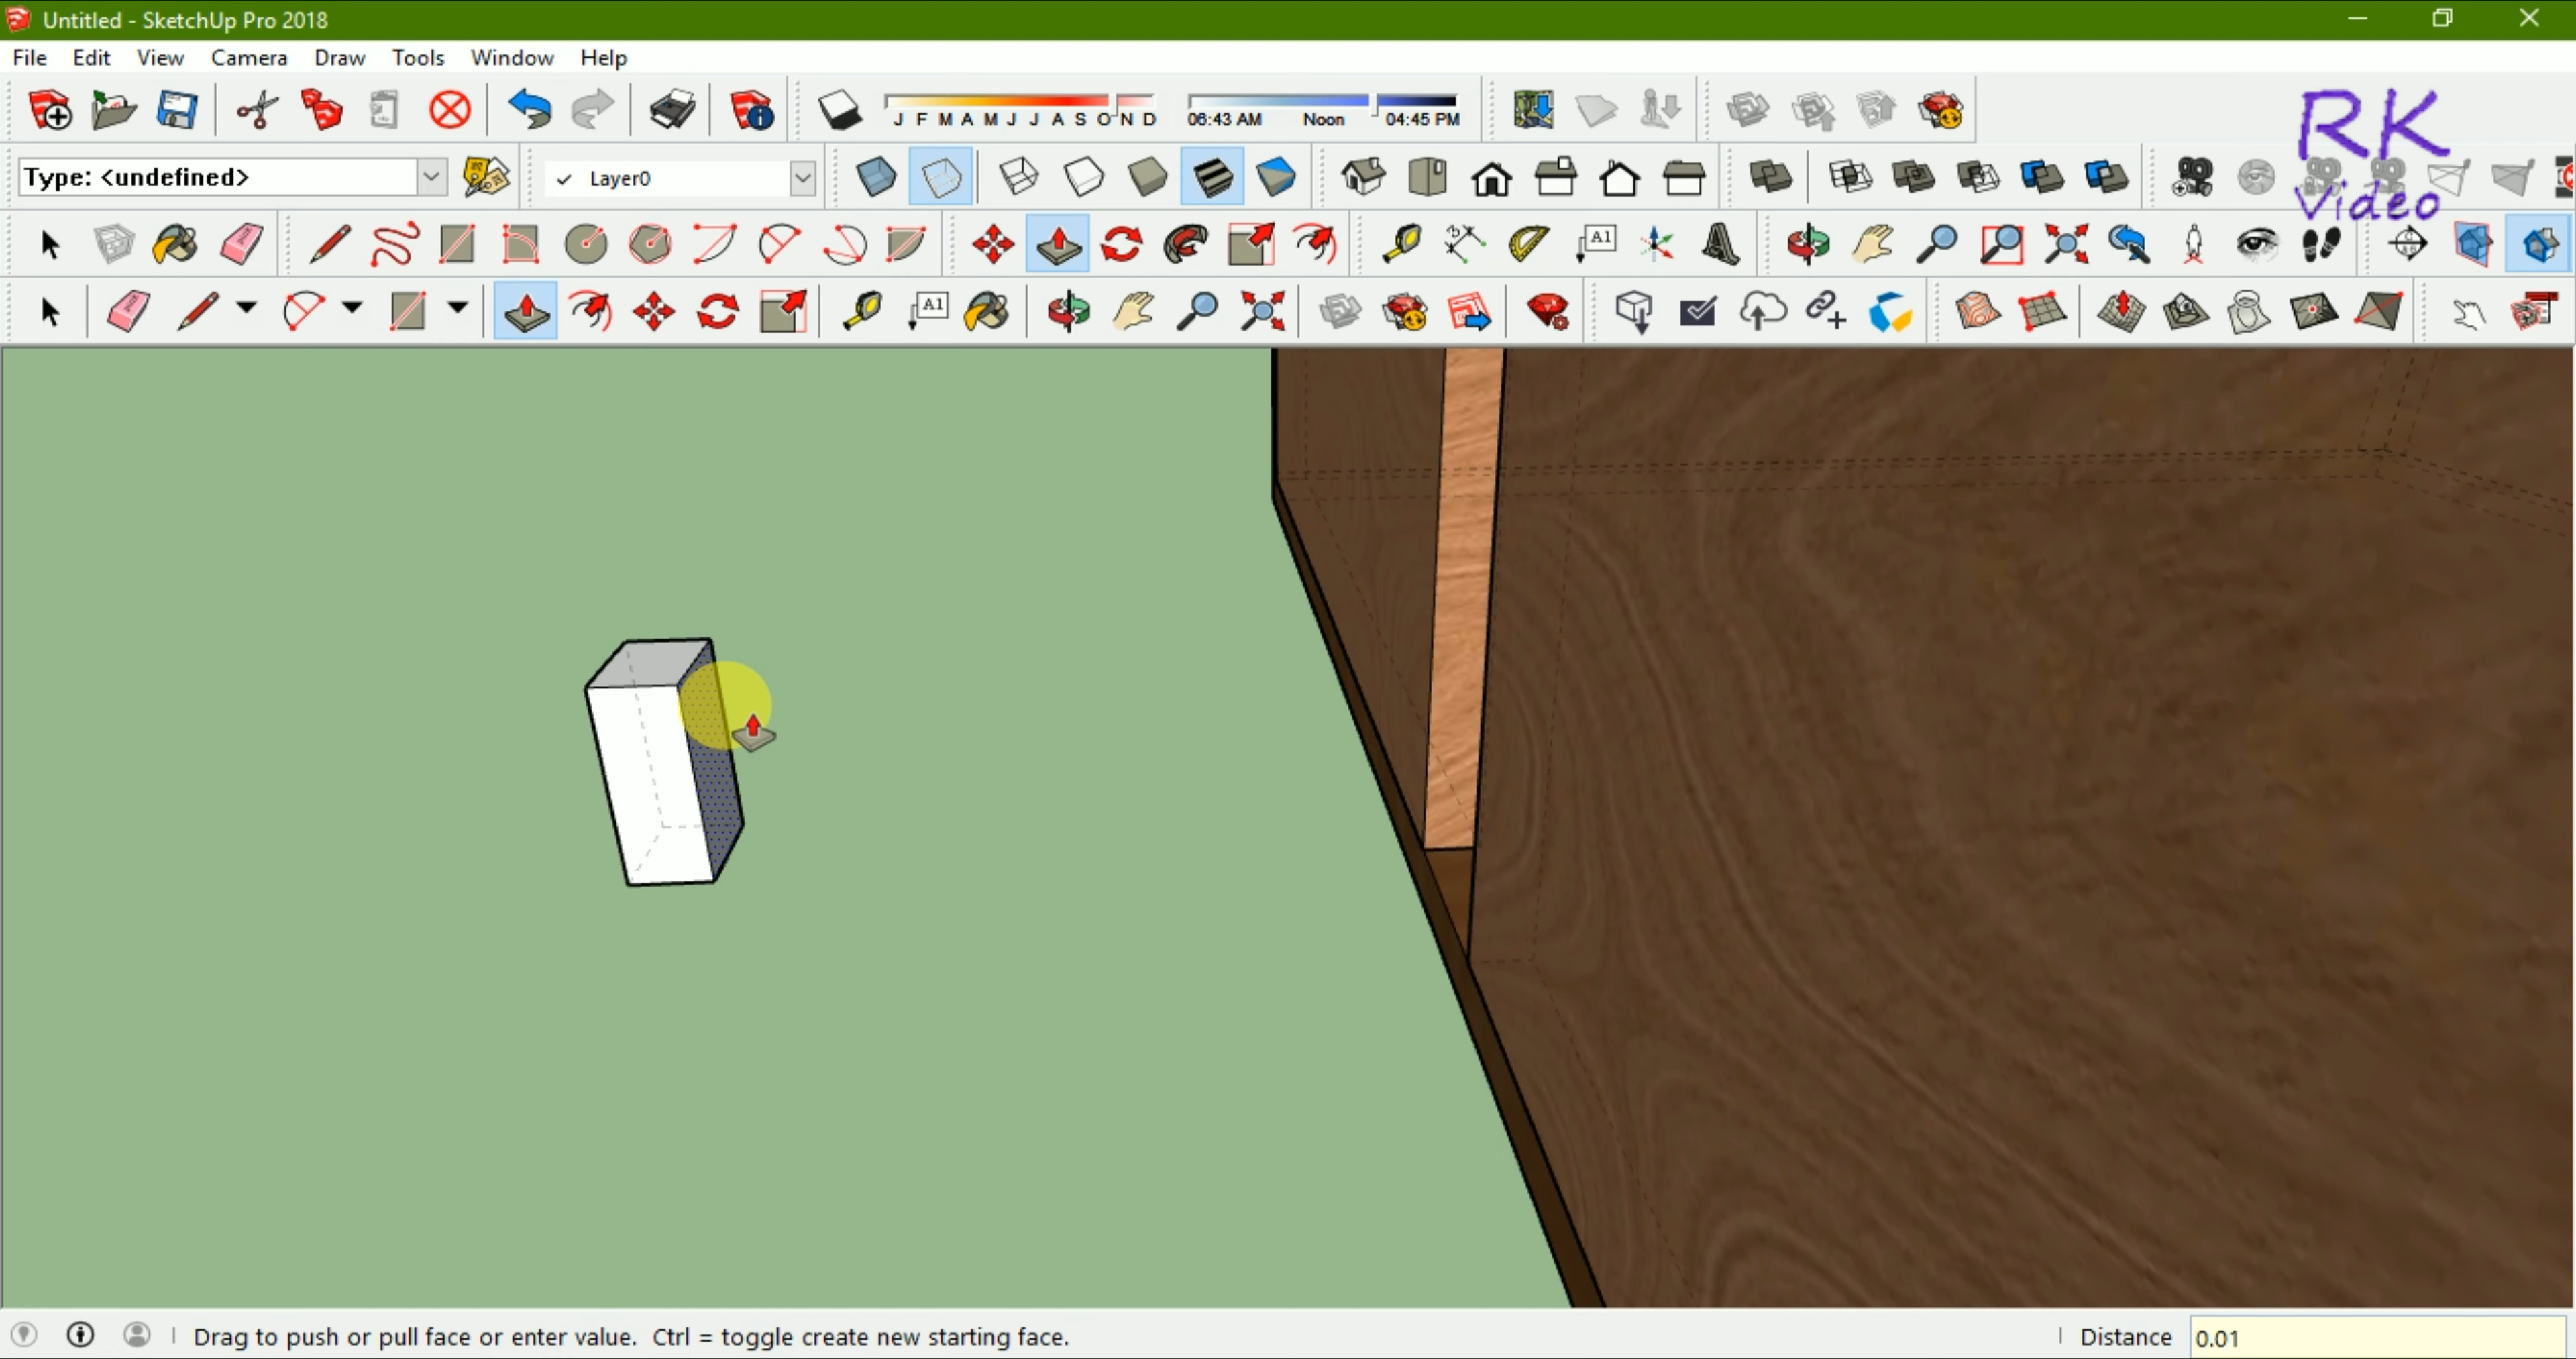 Untitled - SketchUp Pro 2018
File Edit View Camera Draw Tools Window Help
J F M A M J J A S O N D
06:43 AM Noon 04:45 PM
RK
Video
Type: <undefined>
Layer0
A1
A1
Drag to push or pull face or enter value. Ctrl = toggle create new starting face.
Distance 0.01